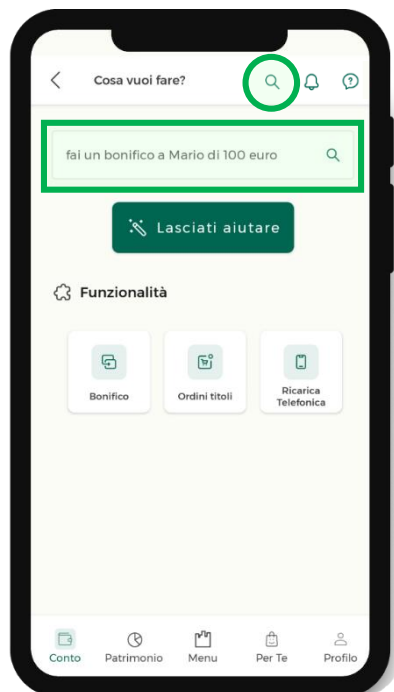 Cosa vuoi fare?
fai un bonifico a Mario di 100 euro
Lasciati aiutare
Funzionalità
Bonifico
Ordini titoli
Ricarica
Telefonica
Conto
Patrimonio
Menu
Per Te
Profilo